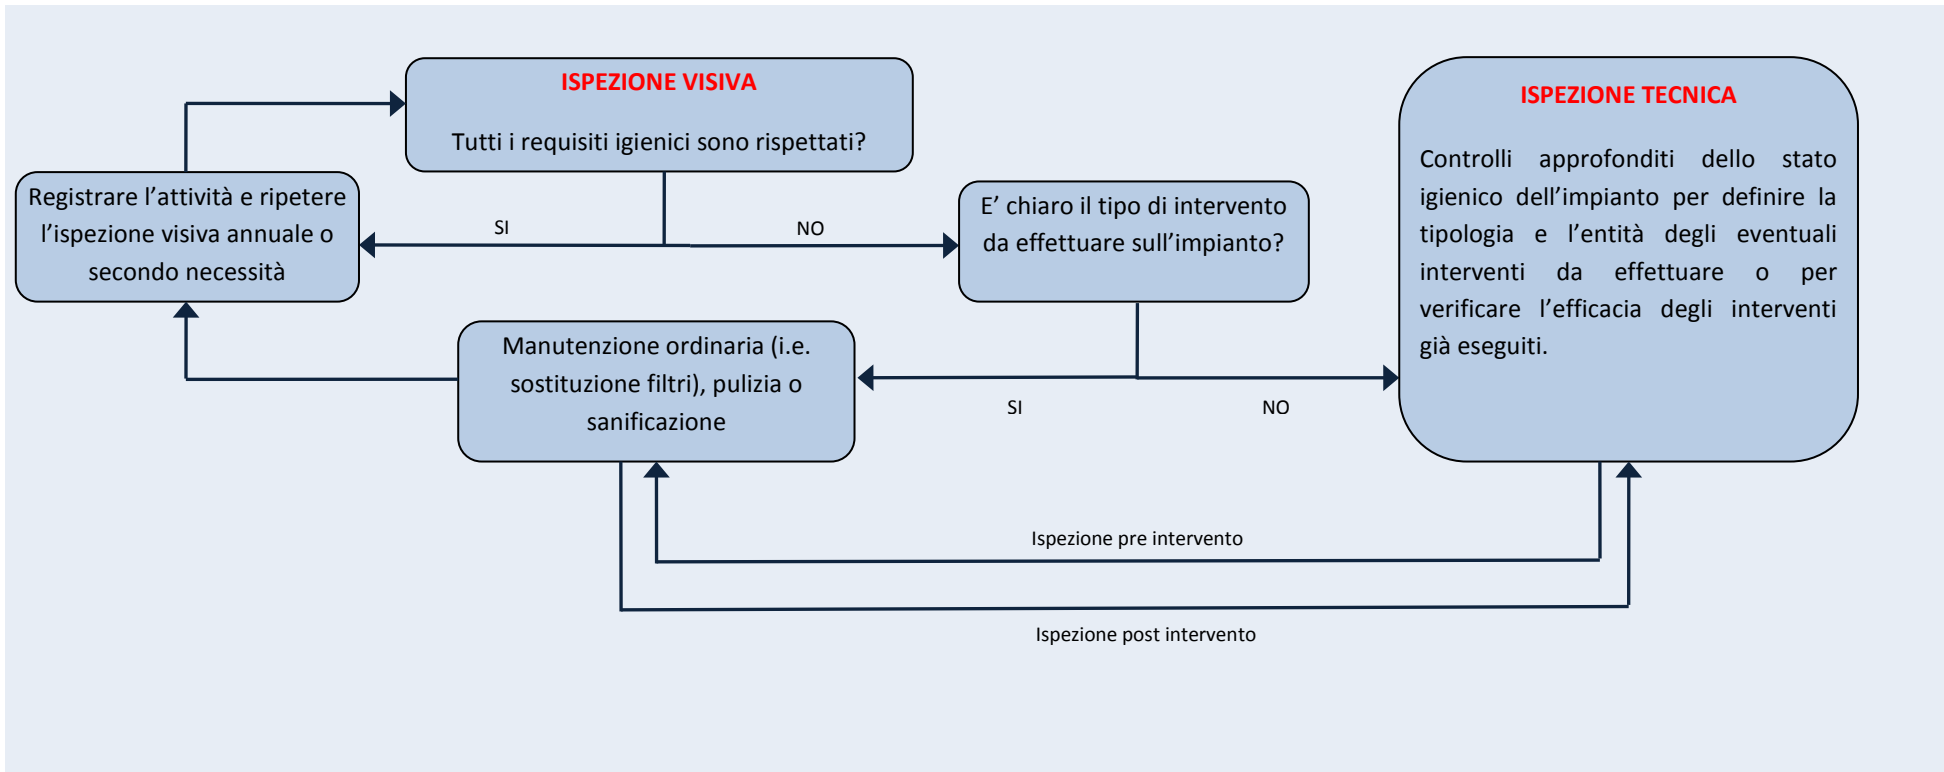 ISPEZIONE VISIVA
Tutti i requisiti igienici sono rispettati?
ISPEZIONE TECNICA
Controlli approfonditi dello stato
igienico dell’impianto per definire la
tipologia e l’entità degli eventuali
interventi da effettuare o per
verificare l’efficacia degli interventi
già eseguiti.
Registrare l’attività e ripetere
l’ispezione visiva annuale o
secondo necessità
SI
NO
E’ chiaro il tipo di intervento
da effettuare sull’impianto?
Manutenzione ordinaria (i.e.
sostituzione filtri), pulizia o
sanificazione
SI
NO
Ispezione pre intervento
Ispezione post intervento